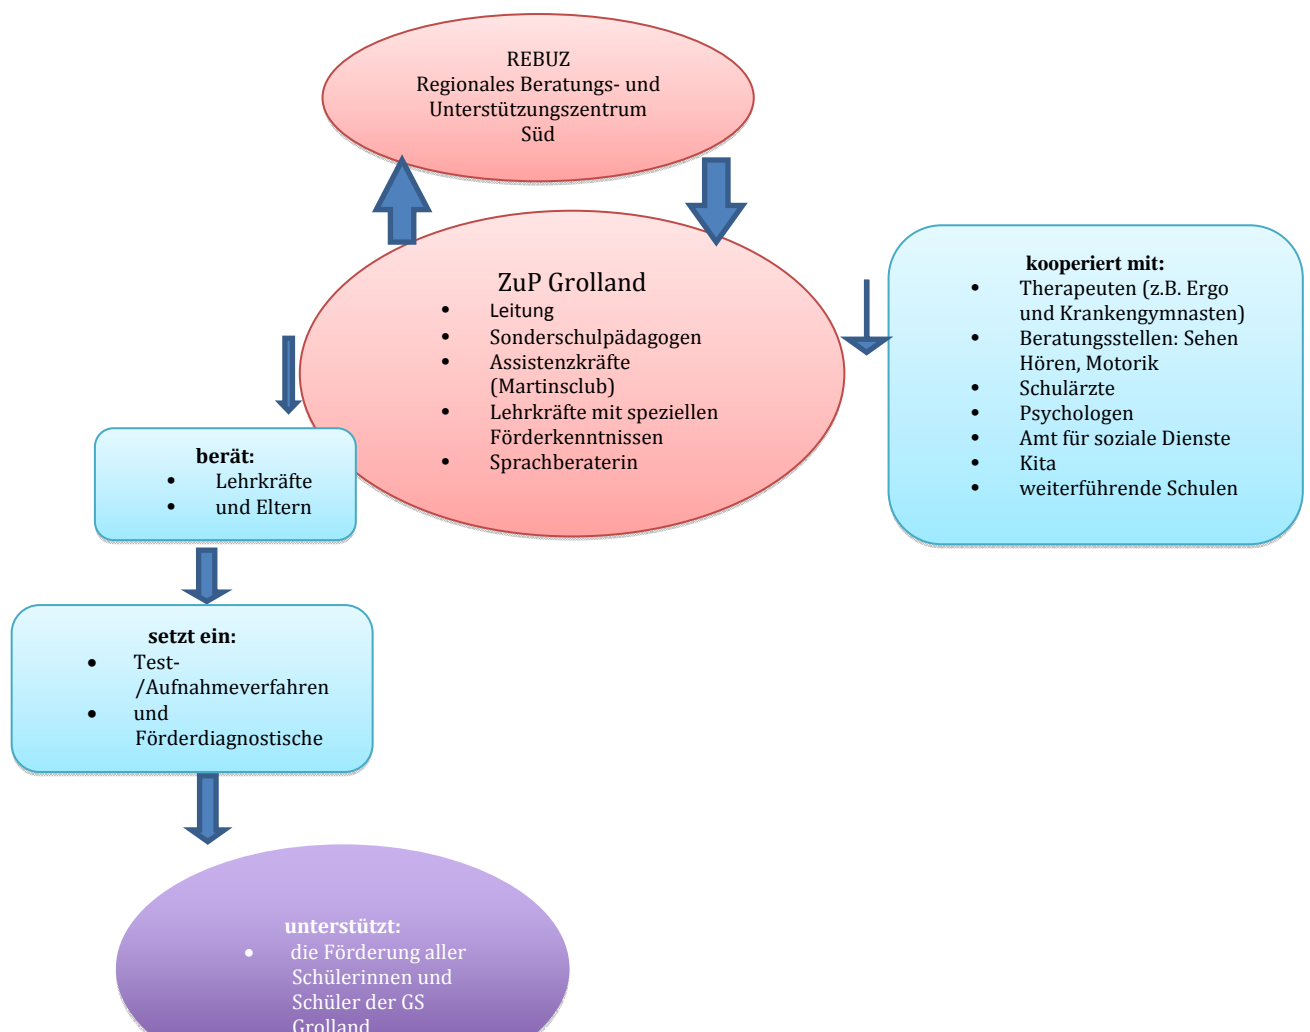 REBUZ
Regionales Beratungs- und
Unterstützungszentrum
Süd
ZuP Grolland
• Leitung
• Sonderschulpädagogen
• Assistenzkräfte
(Martinsclub)
• Lehrkräfte mit speziellen
Förderkenntnissen
• Sprachberaterin
kooperiert mit:
• Therapeuten (z.B. Ergo
und Krankengymnasten)
• Beratungsstellen: Sehen
Hören, Motorik
• Schulärzte
• Psychologen
• Amt für soziale Dienste
• Kita
• weiterführende Schulen
berät:
• Lehrkräfte
• und Eltern
setzt ein:
• Test-
/Aufnahmeverfahren
• und
Förderdiagnostische
unterstützt:
• die Förderung aller
Schülerinnen und
Schüler der GS
Grolland